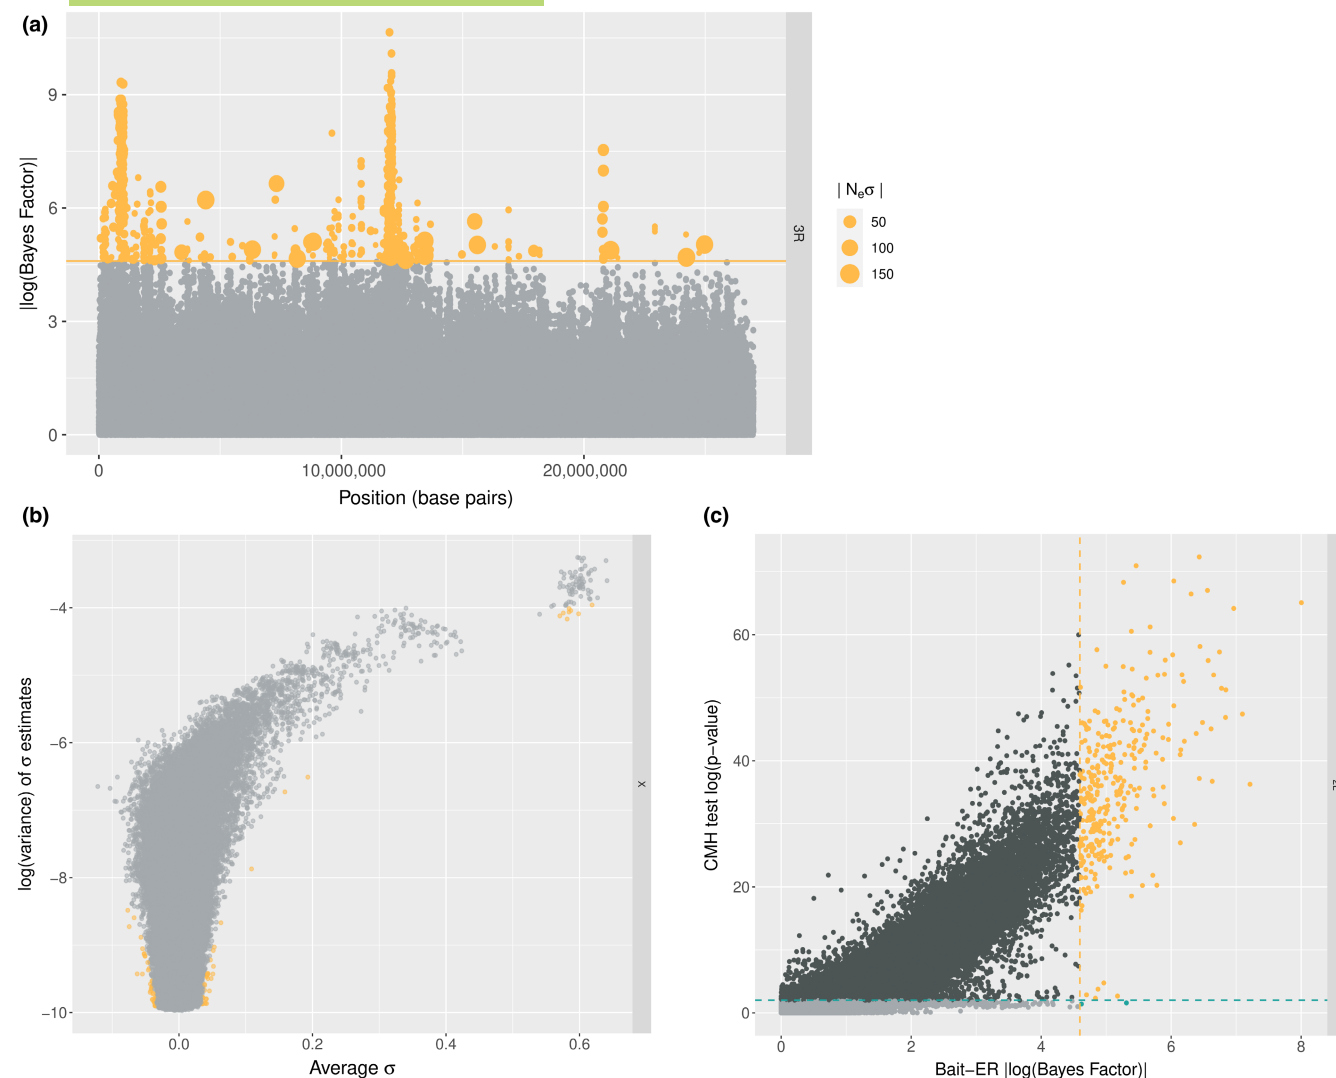 (a)
|log(Bayes Factor)|
9
6
3
0
0
10,000,000
20,000,000
Position (base pairs)
3R
| Neσ |
50
100
150
(b)
log(variance) of σ estimates
−4
−6
−8
−10
0.0
0.2
0.4
0.6
Average σ
X
(c)
CMH test log(p−value)
60
40
20
0
0
2
4
6
8
Bait−ER |log(Bayes Factor)|